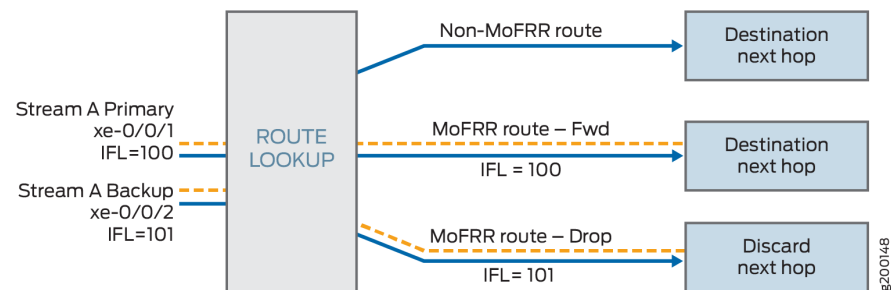 Non-MoFRR route
Destination
next hop
Stream A Primary
xe-0/0/1
IFL=100
ROUTE
LOOKUP
MoFRR route – Fwd
IFL = 100
Destination
next hop
Stream A Backup
xe-0/0/2
IFL=101
MoFRR route – Drop
IFL= 101
Discard
next hop
g200148